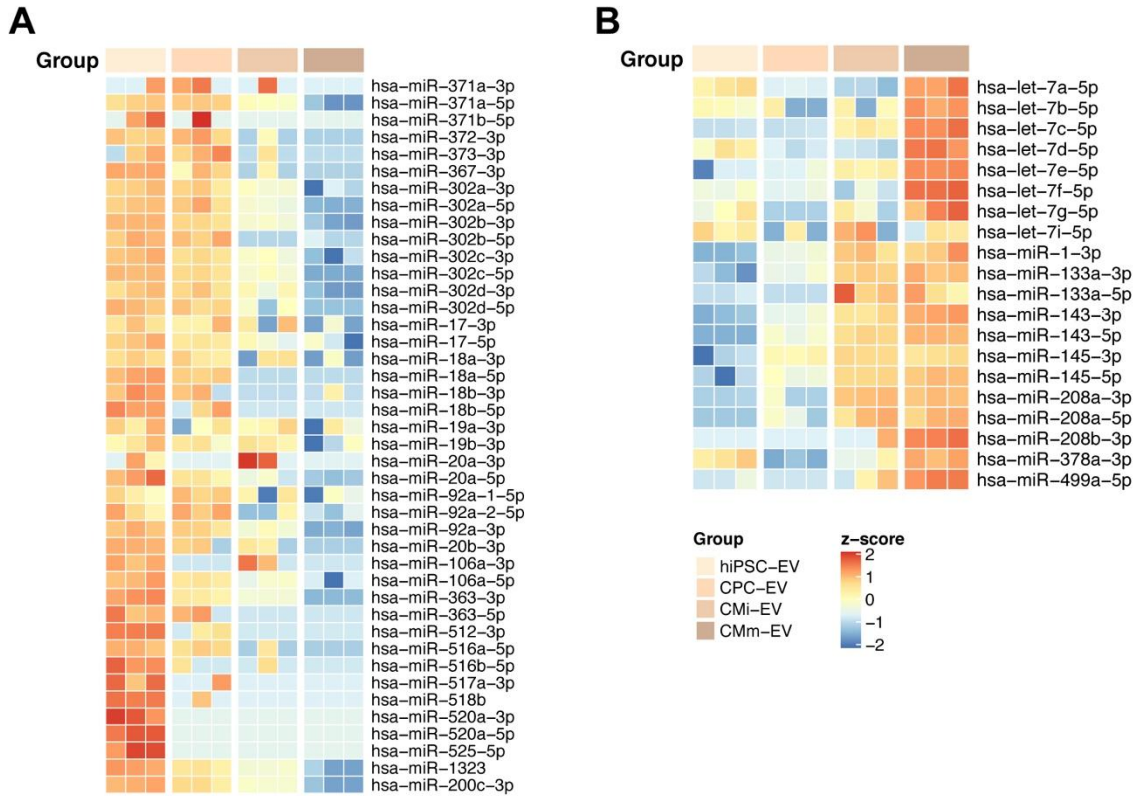 A
Group
hsa-miR-371a-3p
hsa-miR-371a-5p
hsa-miR-371b-5p
hsa-miR-372-3p
hsa-miR-373-3p
hsa-miR-367-3p
hsa-miR-302a-3p
hsa-miR-302a-5p
hsa-miR-302b-3p
hsa-miR-302b-5p
hsa-miR-302c-3p
hsa-miR-302c-5p
hsa-miR-302d-3p
hsa-miR-302d-5p
hsa-miR-17-3p
hsa-miR-17-5p
hsa-miR-18a-3p
hsa-miR-18a-5p
hsa-miR-18b-3p
hsa-miR-18b-5p
hsa-miR-19a-3p
hsa-miR-19b-3p
hsa-miR-20a-3p
hsa-miR-20a-5p
hsa-miR-92a-1-5p
hsa-miR-92a-2-5p
hsa-miR-92a-3p
hsa-miR-20b-3p
hsa-miR-106a-3p
hsa-miR-106a-5p
hsa-miR-363-3p
hsa-miR-363-5p
hsa-miR-512-3p
hsa-miR-516a-5p
hsa-miR-516b-5p
hsa-miR-517a-3p
hsa-miR-518b
hsa-miR-520a-3p
hsa-miR-520a-5p
hsa-miR-525-5p
hsa-miR-1323
hsa-miR-200c-3p
B
Group
hsa-let-7a-5p
hsa-let-7b-5p
hsa-let-7c-5p
hsa-let-7d-5p
hsa-let-7e-5p
hsa-let-7f-5p
hsa-let-7g-5p
hsa-let-7i-5p
hsa-miR-1-3p
hsa-miR-133a-3p
hsa-miR-133a-5p
hsa-miR-143-3p
hsa-miR-143-5p
hsa-miR-145-3p
hsa-miR-145-5p
hsa-miR-208a-3p
hsa-miR-208a-5p
hsa-miR-208b-3p
hsa-miR-378a-3p
hsa-miR-499a-5p
Group
hiPSC-EV
CPC-EV
CMi-EV
CMm-EV
z-score
2
1
0
-1
-2